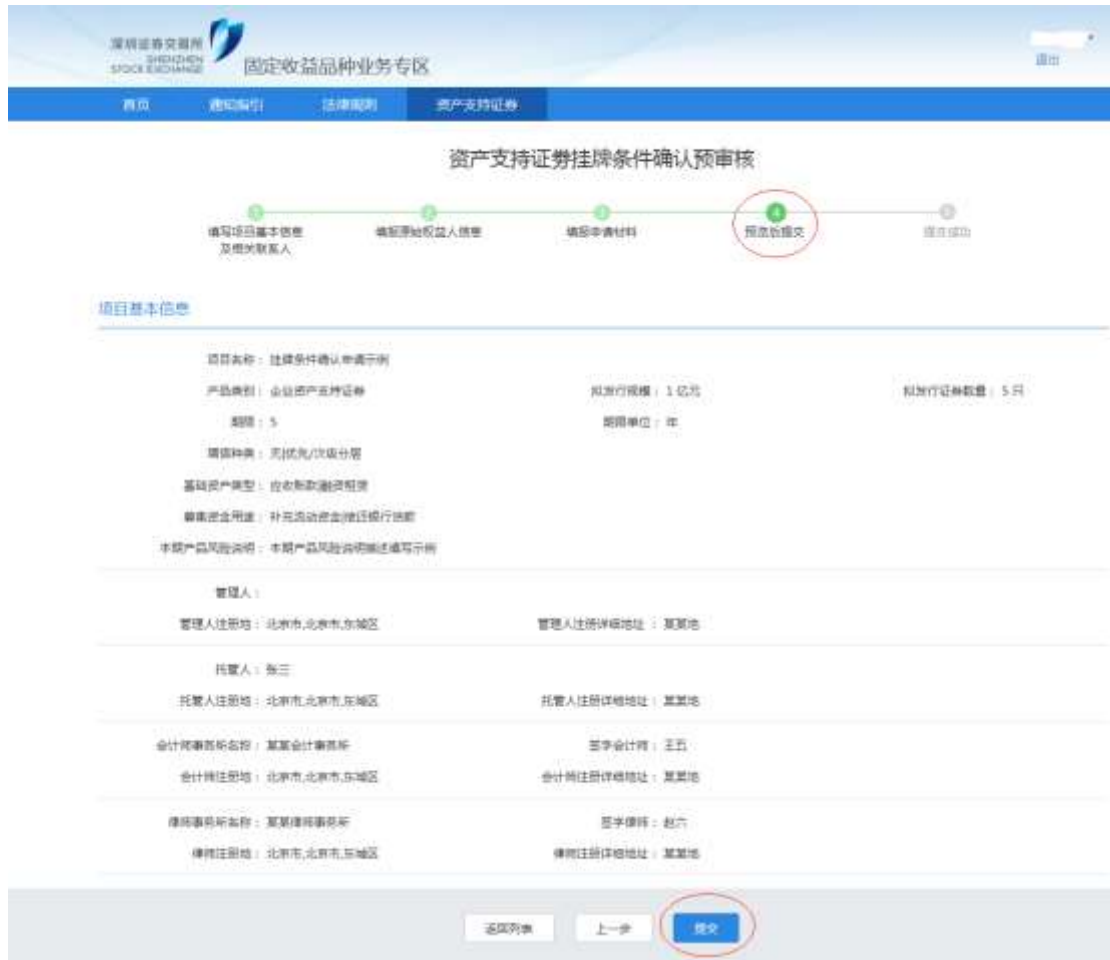 深圳证券交易所
SHENZHEN
STOCK EXCHANGE
固定收益品种业务专区
退出
首页 通知指引 法律规则 资产支持证券
资产支持证券挂牌条件确认预审核
1 2 3 4 5
填写项目基本信息 填报原始权益人信息 填报申请材料 预览后提交 提交成功
及相关联系人
项目基本信息
项目名称： 挂牌条件确认申请示例
产品类别： 企业资产支持证券 拟发行规模： 1 亿元 拟发行证券数量： 5 只
期限： 5 期限单位： 年
增信种类： 无|优先/次级分层
基础资产类型： 应收账款|融资租赁
募集资金用途： 补充流动资金|偿还银行贷款
本期产品风险说明： 本期产品风险说明描述填写示例
管理人：
管理人注册地： 北京市,北京市,东城区 管理人注册详细地址 ： 某某地
托管人： 张三
托管人注册地： 北京市,北京市,东城区 托管人注册详细地址： 某某地
会计师事务所名称： 某某会计事务所 签字会计师： 王五
会计师注册地： 北京市,北京市,东城区 会计师注册详细地址： 某某地
律师事务所名称： 某某律师事务所 签字律师： 赵六
律师注册地： 北京市,北京市,东城区 律师注册详细地址： 某某地
返回列表 上一步 提交